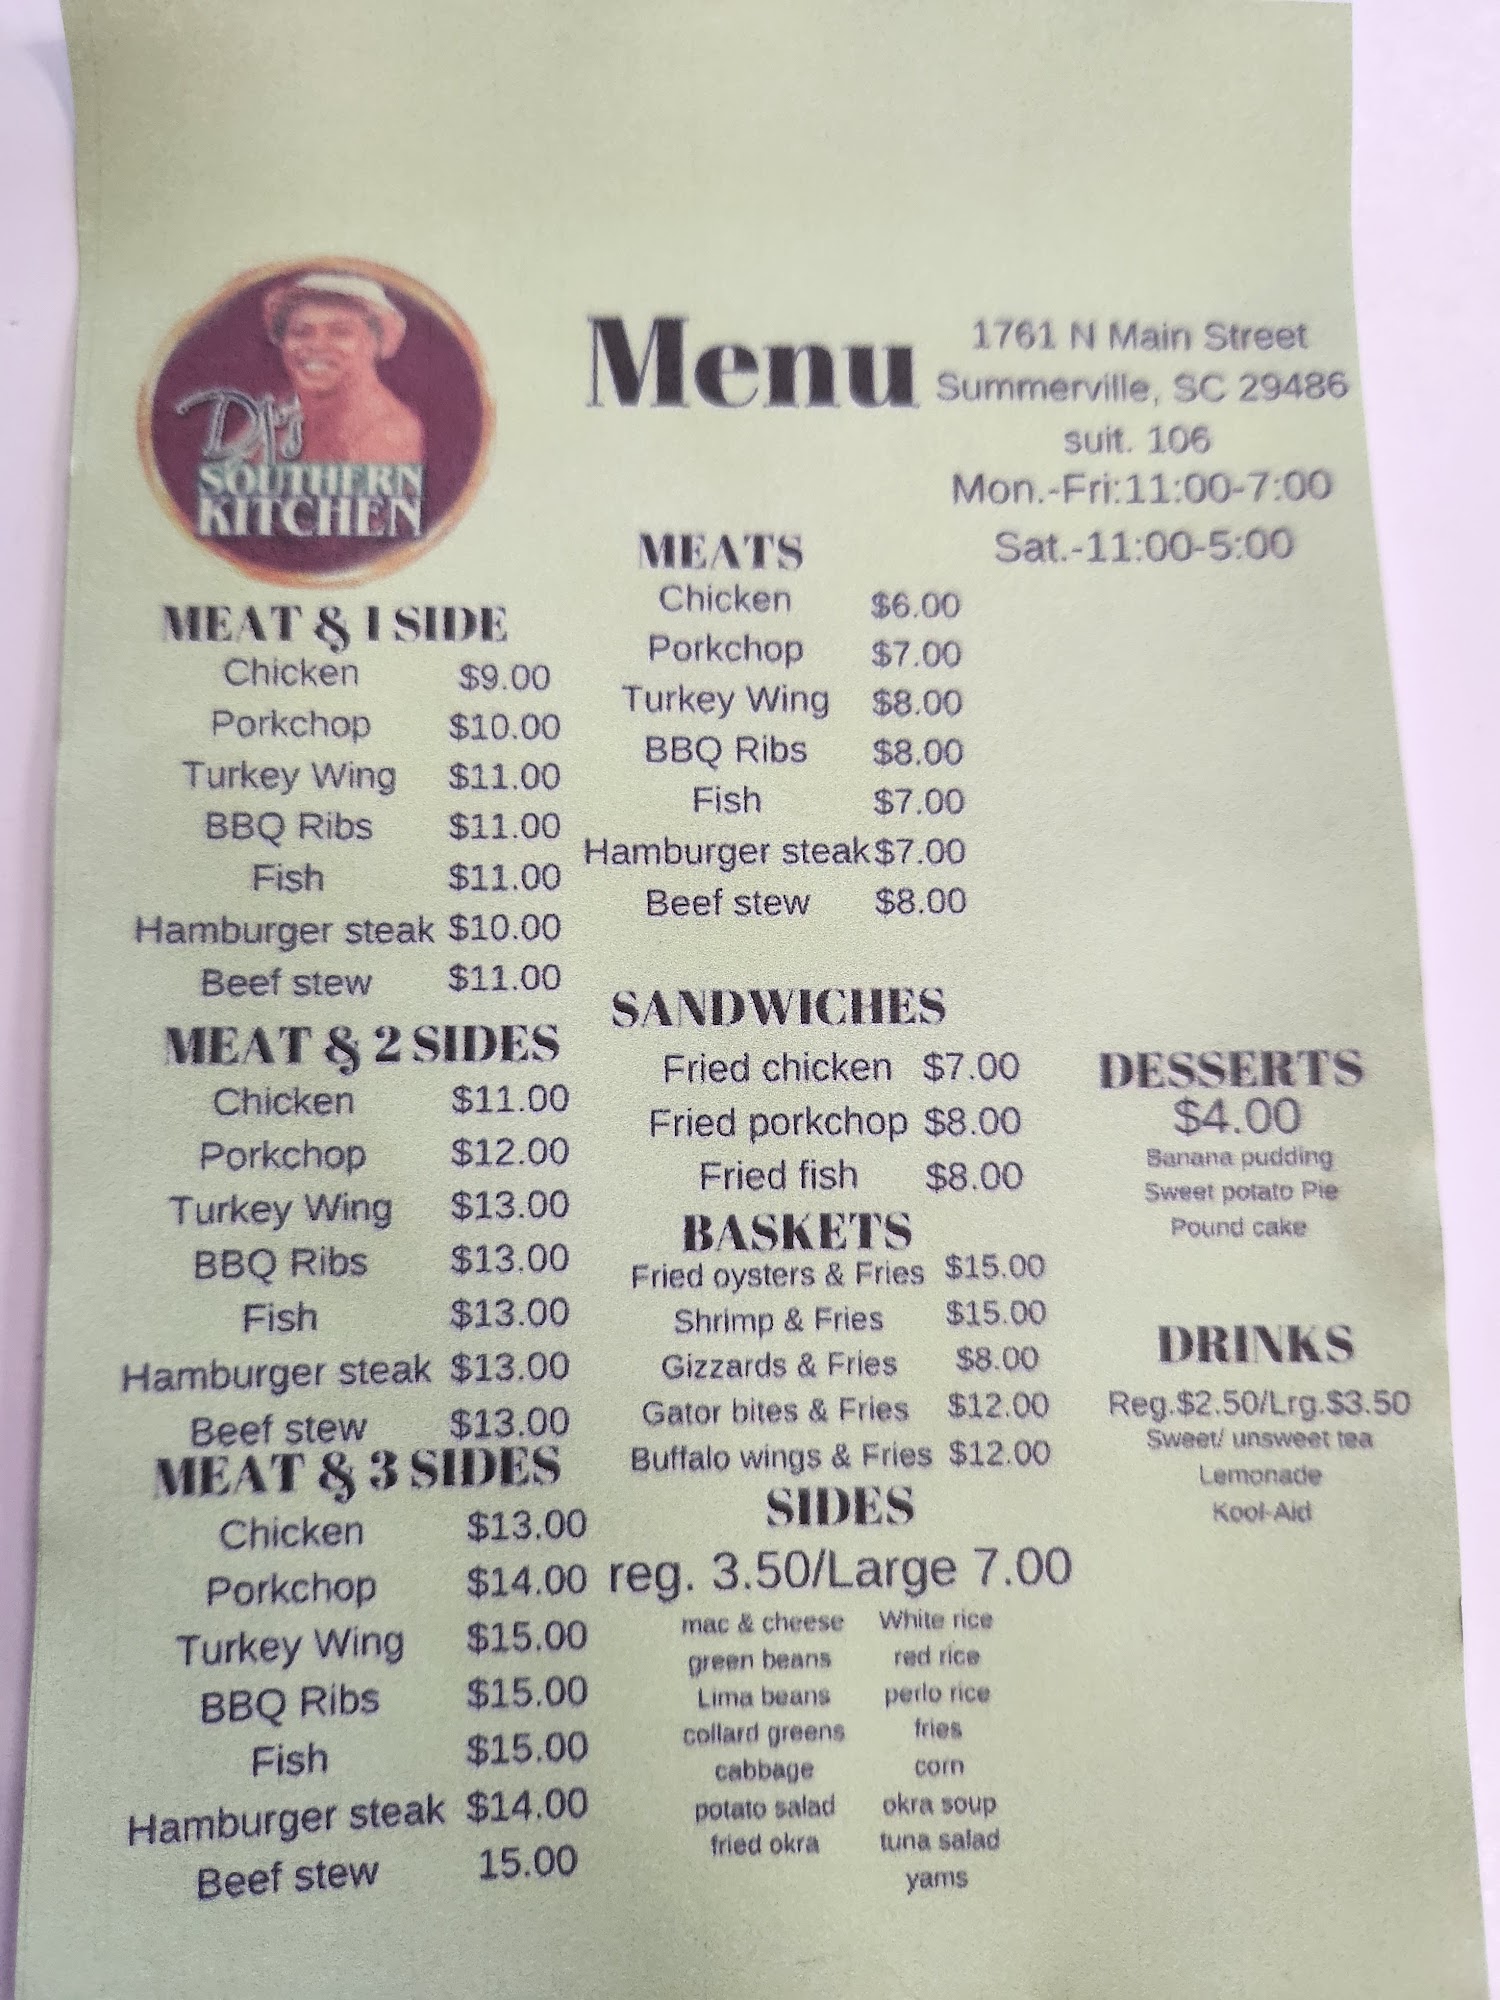 DJ's
SOUTHERN
KITCHEN
Menu
1761 N Main Street
Summerville, SC 29486
suit. 106
Mon.-Fri:11:00-7:00
Sat.-11:00-5:00
MEAT & 1 SIDE
Chicken $9.00
Porkchop $10.00
Turkey Wing $11.00
BBQ Ribs $11.00
Fish $11.00
Hamburger steak $10.00
Beef stew $11.00
MEAT & 2 SIDES
Chicken $11.00
Porkchop $12.00
Turkey Wing $13.00
BBQ Ribs $13.00
Fish $13.00
Hamburger steak $13.00
Beef stew $13.00
MEAT & 3 SIDES
Chicken $13.00
Porkchop $14.00
Turkey Wing $15.00
BBQ Ribs $15.00
Fish $15.00
Hamburger steak $14.00
Beef stew 15.00
MEATS
Chicken $6.00
Porkchop $7.00
Turkey Wing $8.00
BBQ Ribs $8.00
Fish $7.00
Hamburger steak $7.00
Beef stew $8.00
SANDWICHES
Fried chicken $7.00
Fried porkchop $8.00
Fried fish $8.00
BASKETS
Fried oysters & Fries $15.00
Shrimp & Fries $15.00
Gizzards & Fries $8.00
Gator bites & Fries $12.00
Buffalo wings & Fries $12.00
SIDES
reg. 3.50/Large 7.00
mac & cheese White rice
green beans red rice
Lima beans perlo rice
collard greens fries
cabbage corn
potato salad okra soup
fried okra tuna salad
yams
DESSERTS
$4.00
Banana pudding
Sweet potato Pie
Pound cake
DRINKS
Reg.$2.50/Lrg.$3.50
Sweet/ unsweet tea
Lemonade
Kool-Aid